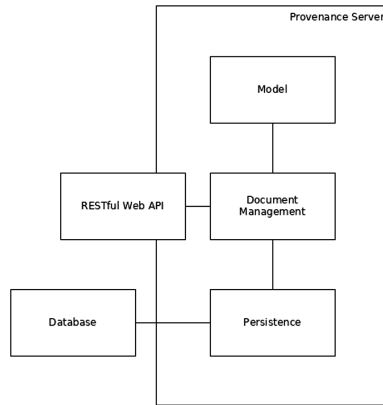 Provenance Server
Model
RESTful Web API
Document
Management
Database
Persistence